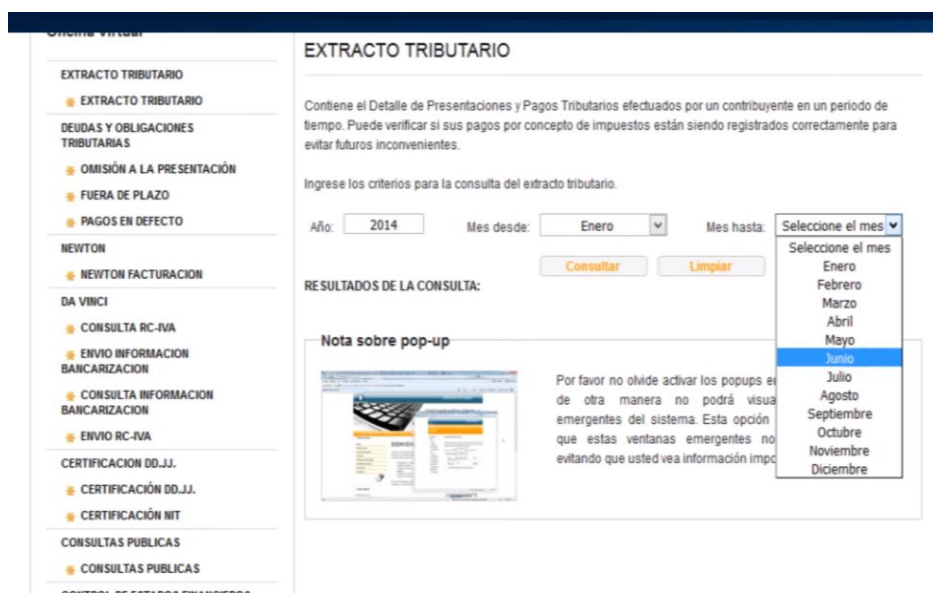 Oficina Virtual
EXTRACTO TRIBUTARIO
EXTRACTO TRIBUTARIO
DEUDAS Y OBLIGACIONES
TRIBUTARIAS
OMISIÓN A LA PRESENTACIÓN
FUERA DE PLAZO
PAGOS EN DEFECTO
NEWTON
NEWTON FACTURACION
DA VINCI
CONSULTA RC-IVA
ENVIO INFORMACION
BANCARIZACION
CONSULTA INFORMACION
BANCARIZACION
ENVIO RC-IVA
CERTIFICACION DD.JJ.
CERTIFICACIÓN DD.JJ.
CERTIFICACIÓN NIT
CONSULTAS PUBLICAS
CONSULTAS PUBLICAS
CONTROL DE ESTADOS FINANCIEROS
EXTRACTO TRIBUTARIO
Contiene el Detalle de Presentaciones y Pagos Tributarios efectuados por un contribuyente en un periodo de
tiempo. Puede verificar si sus pagos por concepto de impuestos están siendo registrados correctamente para
evitar futuros inconvenientes.
Ingrese los criterios para la consulta del extracto tributario.
Año: 2014 Mes desde: Enero Mes hasta: Seleccione el mes
Seleccione el mes
Enero
Febrero
Marzo
Abril
Mayo
Junio
Julio
Agosto
Septiembre
Octubre
Noviembre
Diciembre
Consultar Limpiar
RESULTADOS DE LA CONSULTA:
Nota sobre pop-up
Por favor no olvide activar los popups
de otra manera no podrá
emergentes del sistema. Esta opción
que estas ventanas emergentes no
evitando que usted vea información